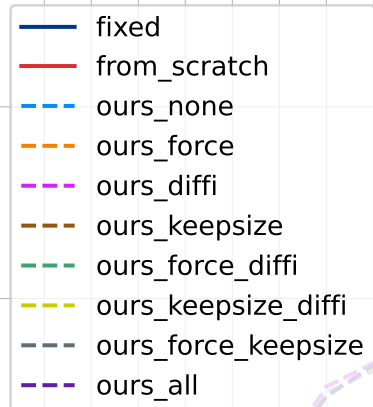 fixed
from_scratch
ours_none
ours_force
ours_diffi
ours_keepsize
ours_force_diffi
ours_keepsize_diffi
ours_force_keepsize
ours_all